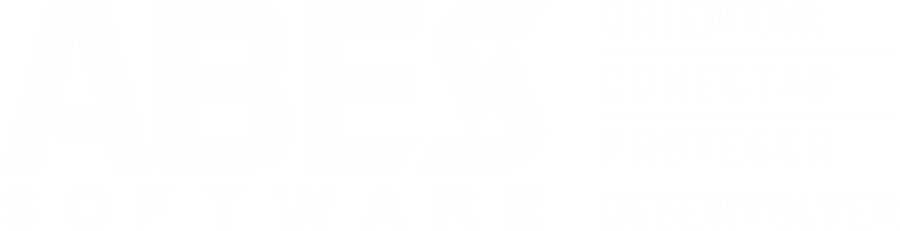 ABES
SOFTWARE
ORIENTAR
CONECTAR
PROTEGER
DESENVOLVER